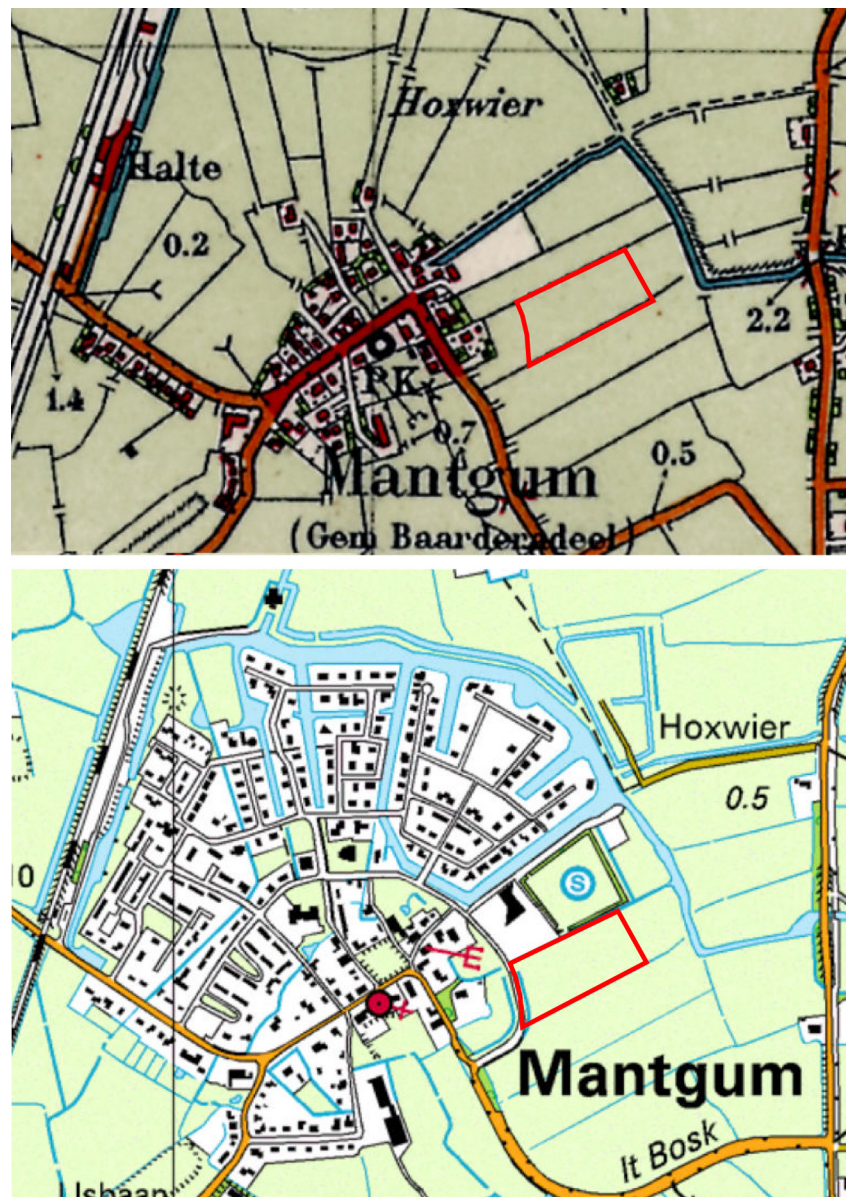 Hoxwier
Halte
0.2
2.2
1.4
P.K.
0.7
0.5
Mantgum
(Gem Baarderadeel)
Hoxwier
0.5
S
10
Mantgum
It Bosk
IJsbaan